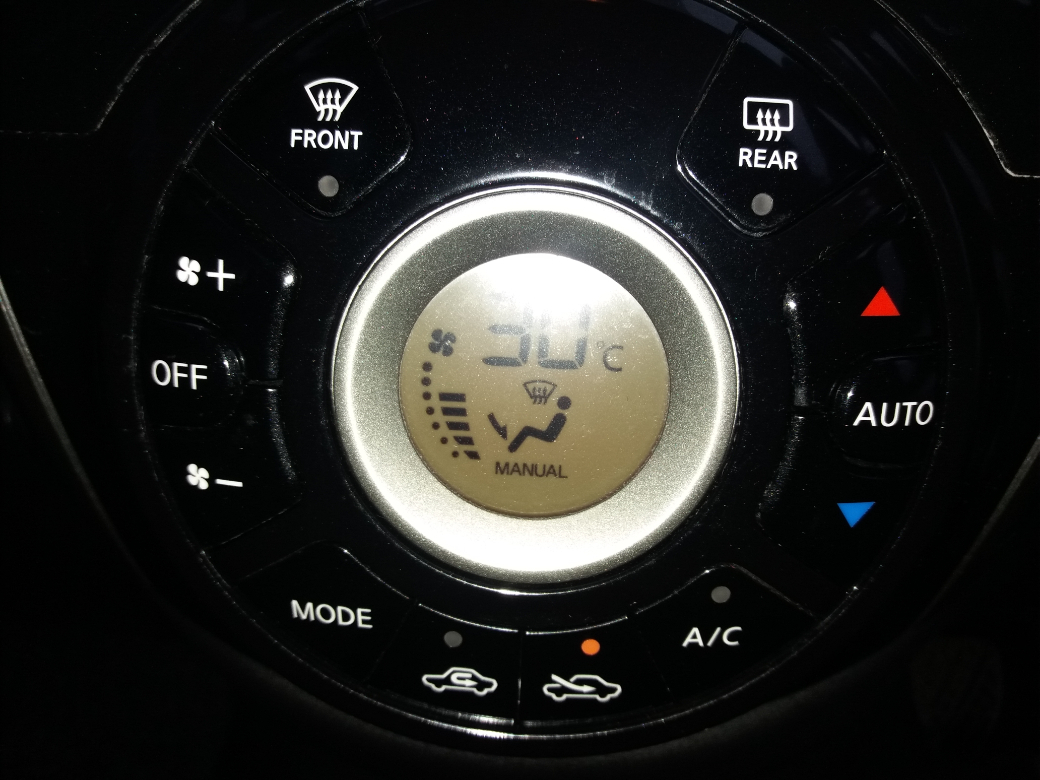 FRONT
REAR
+
30°C
OFF
AUTO
MANUAL
-
MODE
A/C